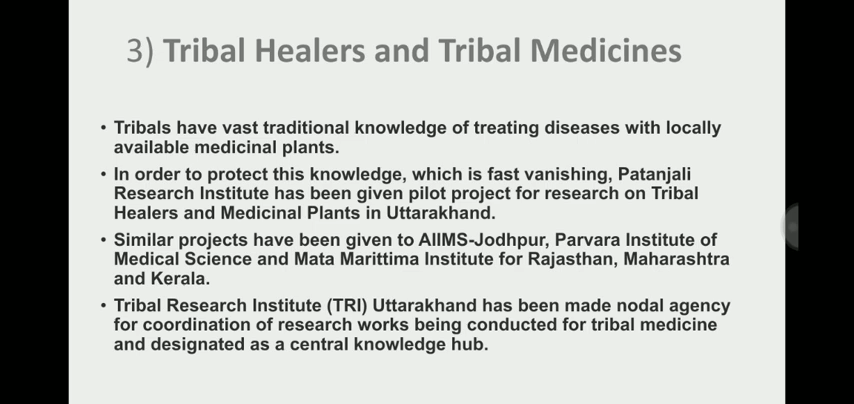 3) Tribal Healers and Tribal Medicines
• Tribals have vast traditional knowledge of treating diseases with locally
available medicinal plants.
• In order to protect this knowledge, which is fast vanishing, Patanjali
Research Institute has been given pilot project for research on Tribal
Healers and Medicinal Plants in Uttarakhand.
• Similar projects have been given to AIIMS-Jodhpur, Parvara Institute of
Medical Science and Mata Marittima Institute for Rajasthan, Maharashtra
and Kerala.
• Tribal Research Institute (TRI) Uttarakhand has been made nodal agency
for coordination of research works being conducted for tribal medicine
and designated as a central knowledge hub.